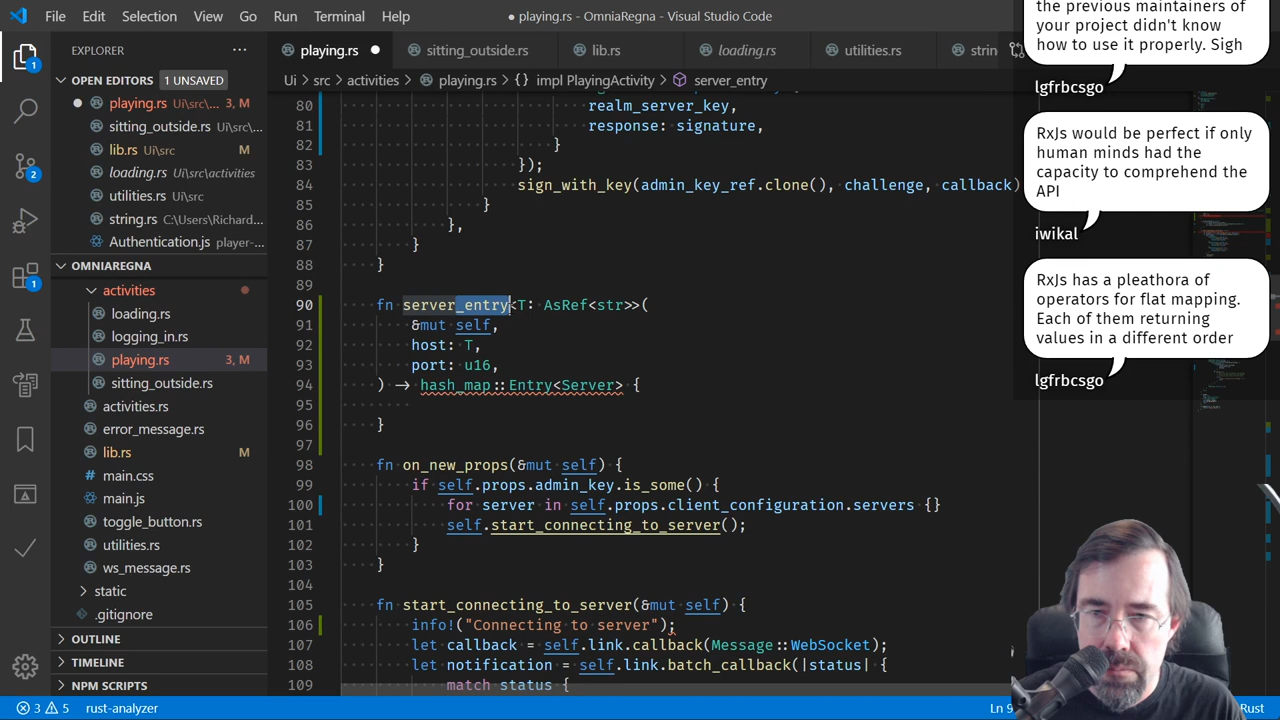 File Edit Selection View Go Run Terminal Help
● playing.rs - OmniaRegna - Visual Studio Code
EXPLORER
OPEN EDITORS 1 UNSAVED
playing.rs Ui\src\... 3, M
sitting_outside.rs Ui\src\...
lib.rs Ui\src M
loading.rs Ui\src\activities
utilities.rs Ui\src
string.rs C:\Users\Richard...
Authentication.js player-...
OMNIAREGNA
activities
loading.rs
logging_in.rs
playing.rs 3, M
sitting_outside.rs
activities.rs
error_message.rs
lib.rs M
main.css
main.js
toggle_button.rs
utilities.rs
ws_message.rs
static
.gitignore
OUTLINE
TIMELINE
NPM SCRIPTS
1
2
1
playing.rs ● sitting_outside.rs lib.rs loading.rs utilities.rs strin
Ui > src > activities > playing.rs > {} impl PlayingActivity > server_entry
80 realm_server_key,
81 response: signature,
82 }
83 });
84 sign_with_key(admin_key_ref.clone(), challenge, callback)
85 }
86 },
87 }
88 }
89
90 fn server_entry<T: AsRef<str>>(
91 &mut self,
92 host: T,
93 port: u16,
94 ) -> hash_map::Entry<Server> {
95
96 }
97
98 fn on_new_props(&mut self) {
99 if self.props.admin_key.is_some() {
100 for server in self.props.client_configuration.servers {}
101 self.start_connecting_to_server();
102 }
103 }
104
105 fn start_connecting_to_server(&mut self) {
106 info!("Connecting to server");
107 let callback = self.link.callback(Message::WebSocket);
108 let notification = self.link.batch_callback(|status| {
109 match status {
the previous maintainers of
your project didn't know
how to use it properly. Sigh
lgfrbcsgo
RxJs would be perfect if only
human minds had the
capacity to comprehend the
API
iwikal
RxJs has a pleathora of
operators for flat mapping.
Each of them returning
values in a different order
lgfrbcsgo
3 5 rust-analyzer Ln 9 Rust